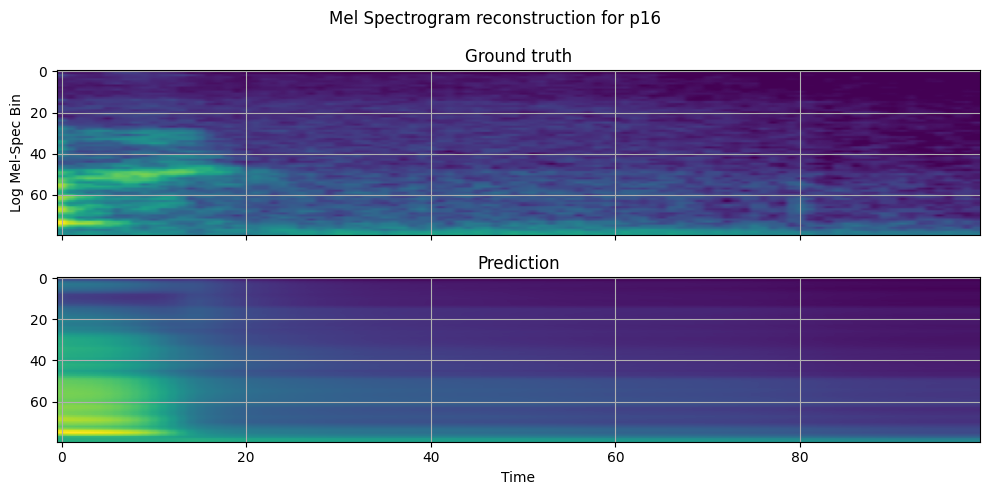 Mel Spectrogram reconstruction for p16
Ground truth
0
20
40
60
Log Mel-Spec Bin
Prediction
0
20
40
60
0 20 40 60 80
Time